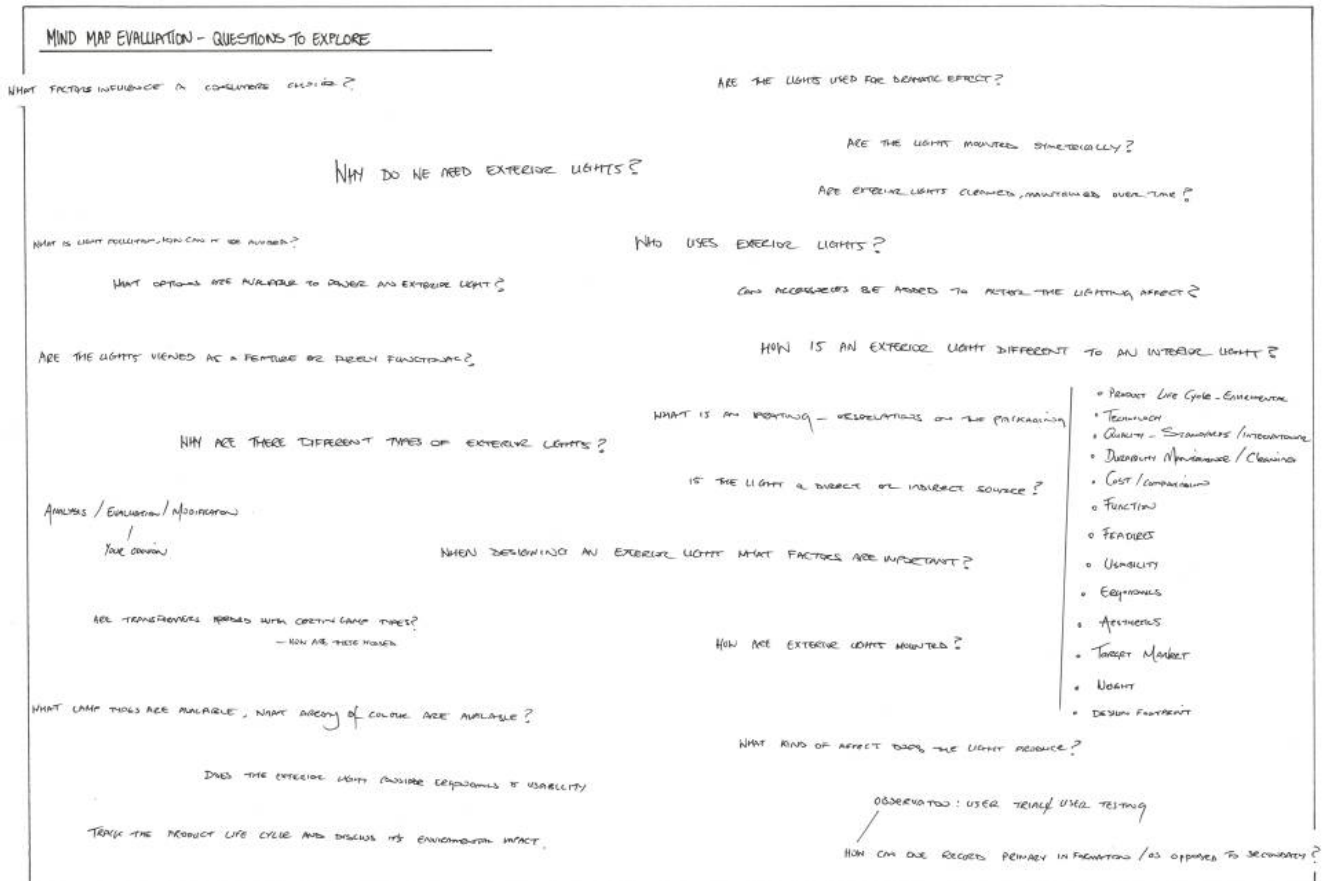 MIND MAP EVALUATION - QUESTIONS TO EXPLORE
WHAT FACTORS INFULENCE A CONSUMERS CHOICE?
ARE THE LIGHTS USED FOR DRAMATIC EFFECT?
ARE THE LIGHTS MOUNTED SYMETRICALLY?
WHY DO WE NEED EXTERIOR LIGHTS?
ARE EXTERIOR LIGHTS CLEANED, MAINTAINED OVER TIME?
WHAT IS LIGHT POLLUTION, HOW CAN IT BE AVOIDED?
WHO USES EXTERIOR LIGHTS?
WHAT OPTIONS ARE AVAILABLE TO POWER AN EXTERIOR LIGHT?
CAN ACCESSORIES BE ADDED TO ALTER THE LIGHTING AFFECT?
ARE THE LIGHTS VIEWED AS A FEATURE OR PURELY FUNCTIONAL?
HOW IS AN EXTERIOR LIGHT DIFFERENT TO AN INTERIOR LIGHT?
WHAT IS AN IP RATING - OBSERVATIONS ON THE PACKAGING
WHY ARE THERE DIFFERENT TYPES OF EXTERIOR LIGHTS?
IS THE LIGHT A DIRECT OR INDIRECT SOURCE?
ANALYSIS / EVALUATION / MODIFICATION
YOUR OPINION
WHEN DESIGNING AN EXTERIOR LIGHT WHAT FACTORS ARE IMPORTANT?
PRODUCT LIFE CYCLE - 
TECHNOLOGY
QUALITY - STANDARDS / INTERNATIONAL
DURABILITY MAINTENANCE / CLEANING
COST / COMPARISON
FUNCTION
FEATURES
USABILITY
ERGONOMICS
AESTHETICS
TARGET MARKET
WEIGHT
DESIGN FOOTPRINT
ARE TRANSFORMERS NEEDED WITH CERTAIN LAMP TYPES?
- HOW ARE THESE HOUSED
HOW ARE EXTERIOR LIGHTS MOUNTED?
WHAT LAMP TYPES ARE AVAILABLE, WHAT ARRAY OF COLOUR ARE AVAILABLE?
WHAT KIND OF AFFECT DOES THE LIGHT PRODUCE?
DOES THE EXTERIOR LIGHT CONSIDER ERGONOMICS & USABILITY
OBSERVATION : USER TRIAL / USER TESTING
TRACK THE PRODUCT LIFE CYCLE AND DISCUSS ITS ENVIRONMENTAL IMPACT.
HOW CAN ONE RECORD PRIMARY INFORMATION / AS OPPOSED TO SECONDARY?